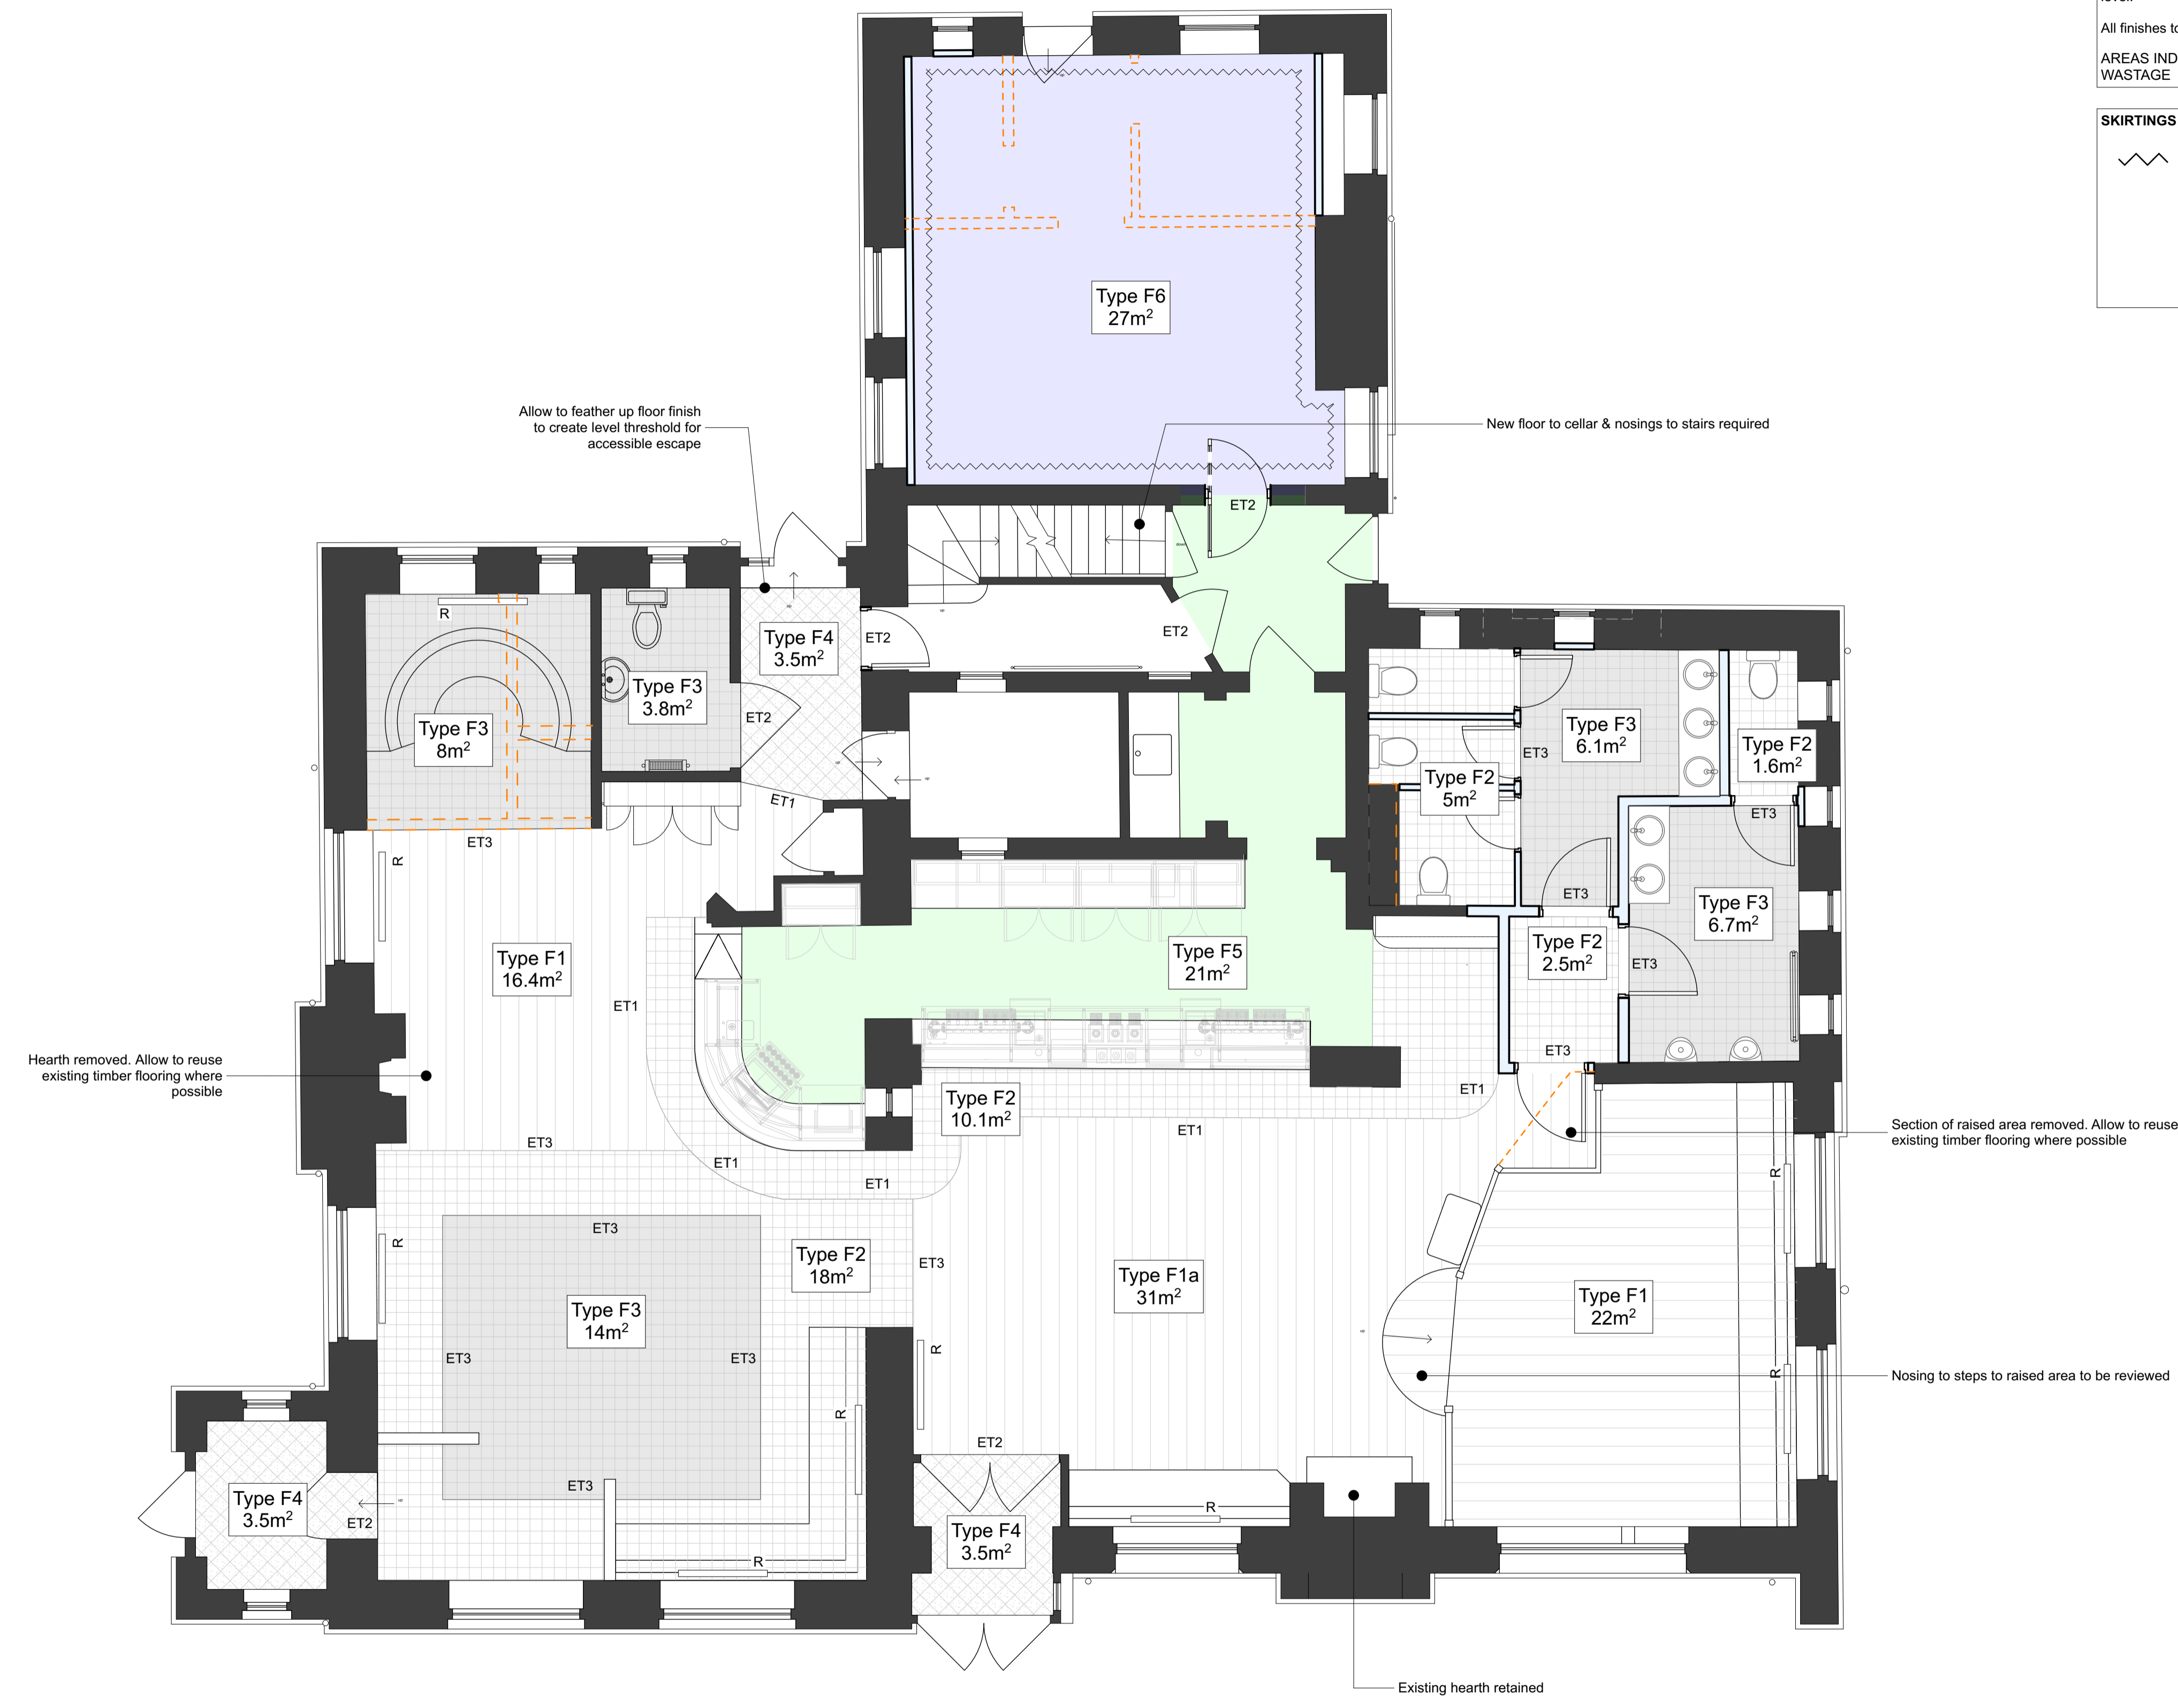 All finishes to
AREAS IND
WASTAGE
SKIRTINGS
Type F6
27m²
Allow to feather up floor finish
to create level threshold for
accessible escape
New floor to cellar & nosings to stairs required
ET2
R
Type F4
3.5m²
ET2
ET2
Type F3
3.8m²
ET2
Type F3
8m²
Type F3
6.1m²
ET3
Type F2
1.6m²
Type F2
5m²
ET1
ET3
ET3
R
ET3
Type F3
6.7m²
Type F1
16.4m²
Type F5
21m²
Type F2
2.5m²
ET3
ET1
ET3
Hearth removed. Allow to reuse
existing timber flooring where
possible
Type F2
10.1m²
ET1
ET1
ET3
Section of raised area removed. Allow to reuse
existing timber flooring where possible
ET1
ET1
R
ET3
R
Type F2
18m²
ET3
Type F1a
31m²
Type F1
22m²
Type F3
14m²
ET3
ET3
R
R
Nosing to steps to raised area to be reviewed
R
ET2
ET3
Type F4
3.5m²
ET2
R
Type F4
3.5m²
R
Existing hearth retained